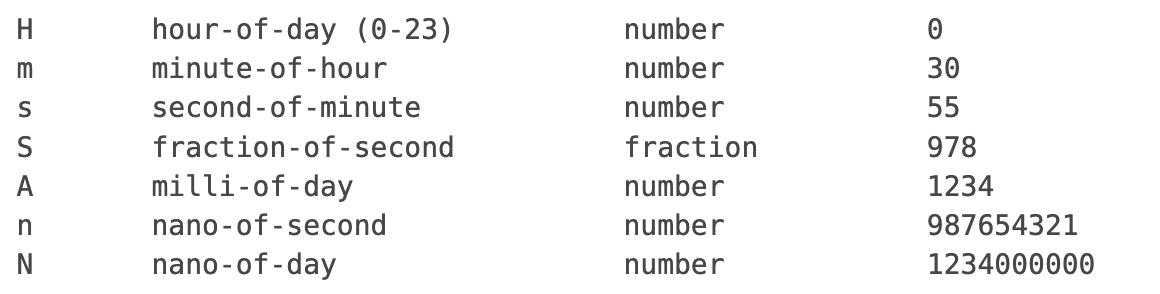 H hour-of-day (0-23) number 0
m minute-of-hour number 30
s second-of-minute number 55
S fraction-of-second fraction 978
A milli-of-day number 1234
n nano-of-second number 987654321
N nano-of-day number 1234000000